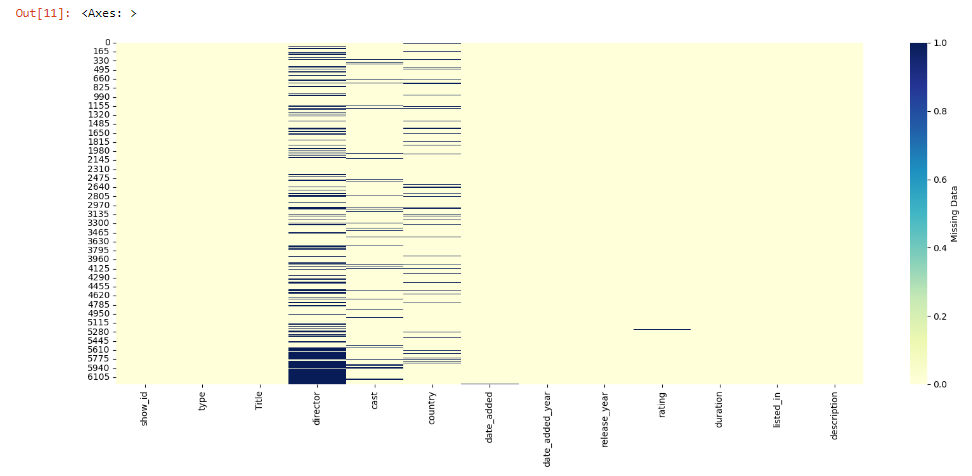 Out[11]: <Axes: >
0
165
330
495
660
825
990
1155
1320
1485
1650
1815
1980
2145
2310
2475
2640
2805
2970
3135
3300
3465
3630
3795
3960
4125
4290
4455
4620
4785
4950
5115
5280
5445
5610
5775
5940
6105
show_id
type
Title
director
cast
country
date_added
date_added_year
release_year
rating
duration
listed_in
description
1.0
0.8
0.6
0.4
0.2
0.0
Missing Data